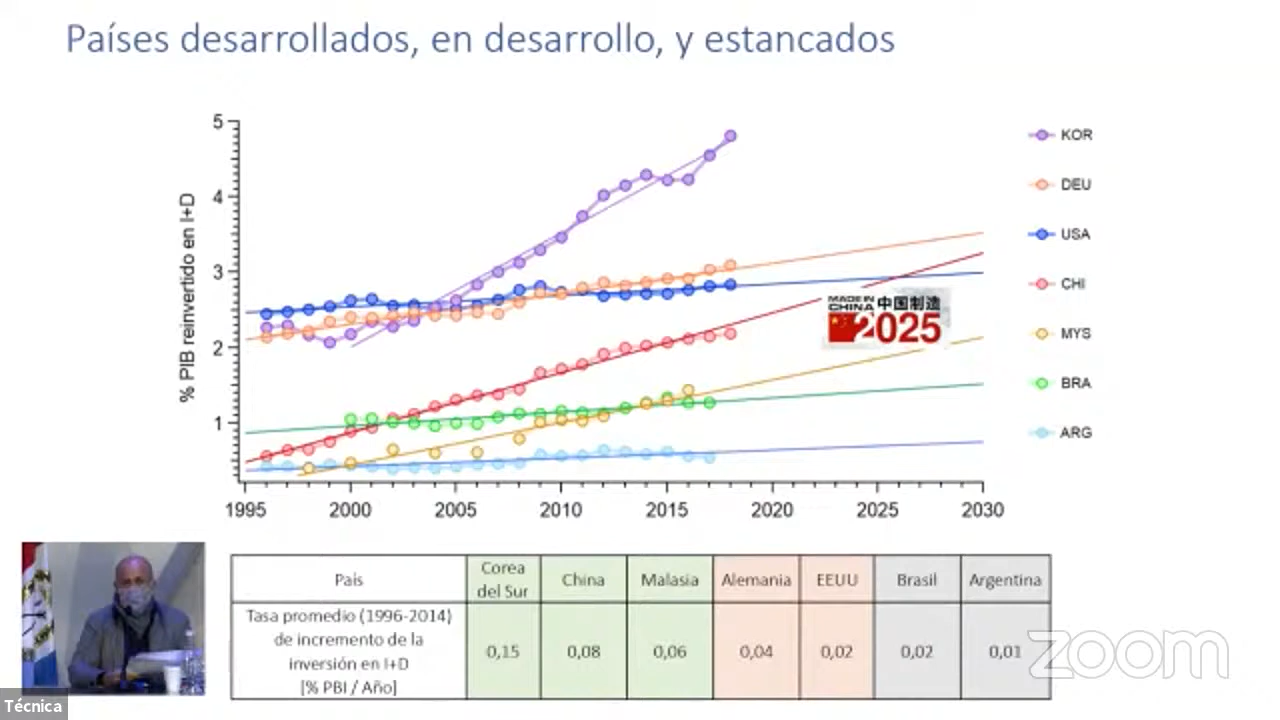 Países desarrollados, en desarrollo, y estancados
% PIB reinvertido en I+D
5
4
3
2
1
1995 2000 2005 2010 2015 2020 2025 2030
KOR
DEU
USA
CHI
MYS
BRA
ARG
MADE IN
CHINA 中国制造
2025
País Corea del Sur China Malasia Alemania EEUU Brasil Argentina
Tasa promedio (1996-2014)
de incremento de la
inversión en I+D
[% PBI / Año]
0,15 0,08 0,06 0,04 0,02 0,02 0,01
zoom
Técnica